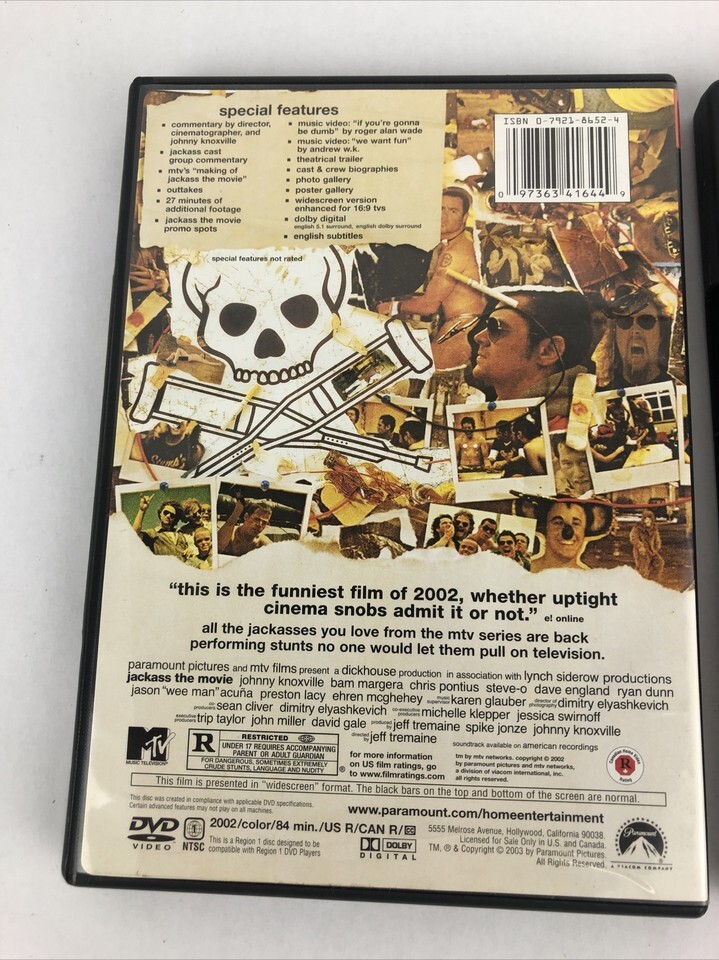 special features
commentary by director,
cinematographer, and
johnny knoxville
jackass cast
group commentary
mtv's "making of
jackass the movie"
outtakes
27 minutes of
additional footage
jackass the movie
promo spots
music video: "if you're gonna
be dumb" by roger alan wade
music video: "we want fun"
by andrew w.k.
theatrical trailer
cast & crew biographies
photo gallery
poster gallery
widescreen version
enhanced for 16:9 tvs
dolby digital
english 5.1 surround, english dolby surround
english subtitles
special features not rated
ISBN 0-7921-8652-4
0 97363 41644 9
"this is the funniest film of 2002, whether uptight
cinema snobs admit it or not." e! online
all the jackasses you love from the mtv series are back
performing stunts no one would let them pull on television.
paramount pictures and mtv films present a dickhouse production in association with lynch siderow productions
jackass the movie johnny knoxville bam margera chris pontius steve-o dave england ryan dunn
jason "wee man" acuña preston lacy ehren mcghehey music supervisor karen glauber director of photography dimitry elyashkevich
co-producers sean cliver dimitry elyashkevich co-executive producers michelle klepper jessica swirnoff
executive producers trip taylor john miller david gale produced by jeff tremaine spike jonze johnny knoxville
directed by jeff tremaine
MTV
MUSIC TELEVISION®
R
RESTRICTED
UNDER 17 REQUIRES ACCOMPANYING
PARENT OR ADULT GUARDIAN
FOR DANGEROUS, SOMETIMES EXTREMELY
CRUDE STUNTS, LANGUAGE AND NUDITY
®
for more information
on US film ratings, go
to www.filmratings.com
soundtrack available on american recordings
tm by mtv networks. copyright © 2002
by paramount pictures and mtv networks,
a division of viacom international, inc.
all rights reserved.
Canadian Home Video
R
Rating
This film is presented in "widescreen" format. The black bars on the top and bottom of the screen are normal.
This disc was created in compliance with applicable DVD specifications.
Certain advanced features may not play on all machines.
www.paramount.com/homeentertainment
DVD
VIDEO
1
NTSC
2002/color/84 min./US R/CAN R/
This is a Region 1 disc designed to be
compatible with Region 1 DVD Players
DOLBY
DIGITAL
5555 Melrose Avenue, Hollywood, California 90038.
Licensed for Sale Only in U.S. and Canada.
TM, ® & Copyright © 2003 by Paramount Pictures.
All Rights Reserved.
Paramount
A VIACOM COMPANY